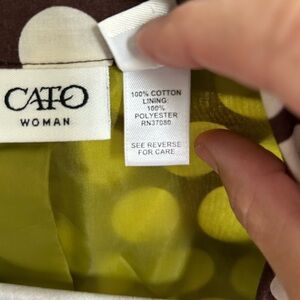 CATO
WOMAN
100% COTTON
LINING:
100%
POLYESTER
RN37080
SEE REVERSE
FOR CARE